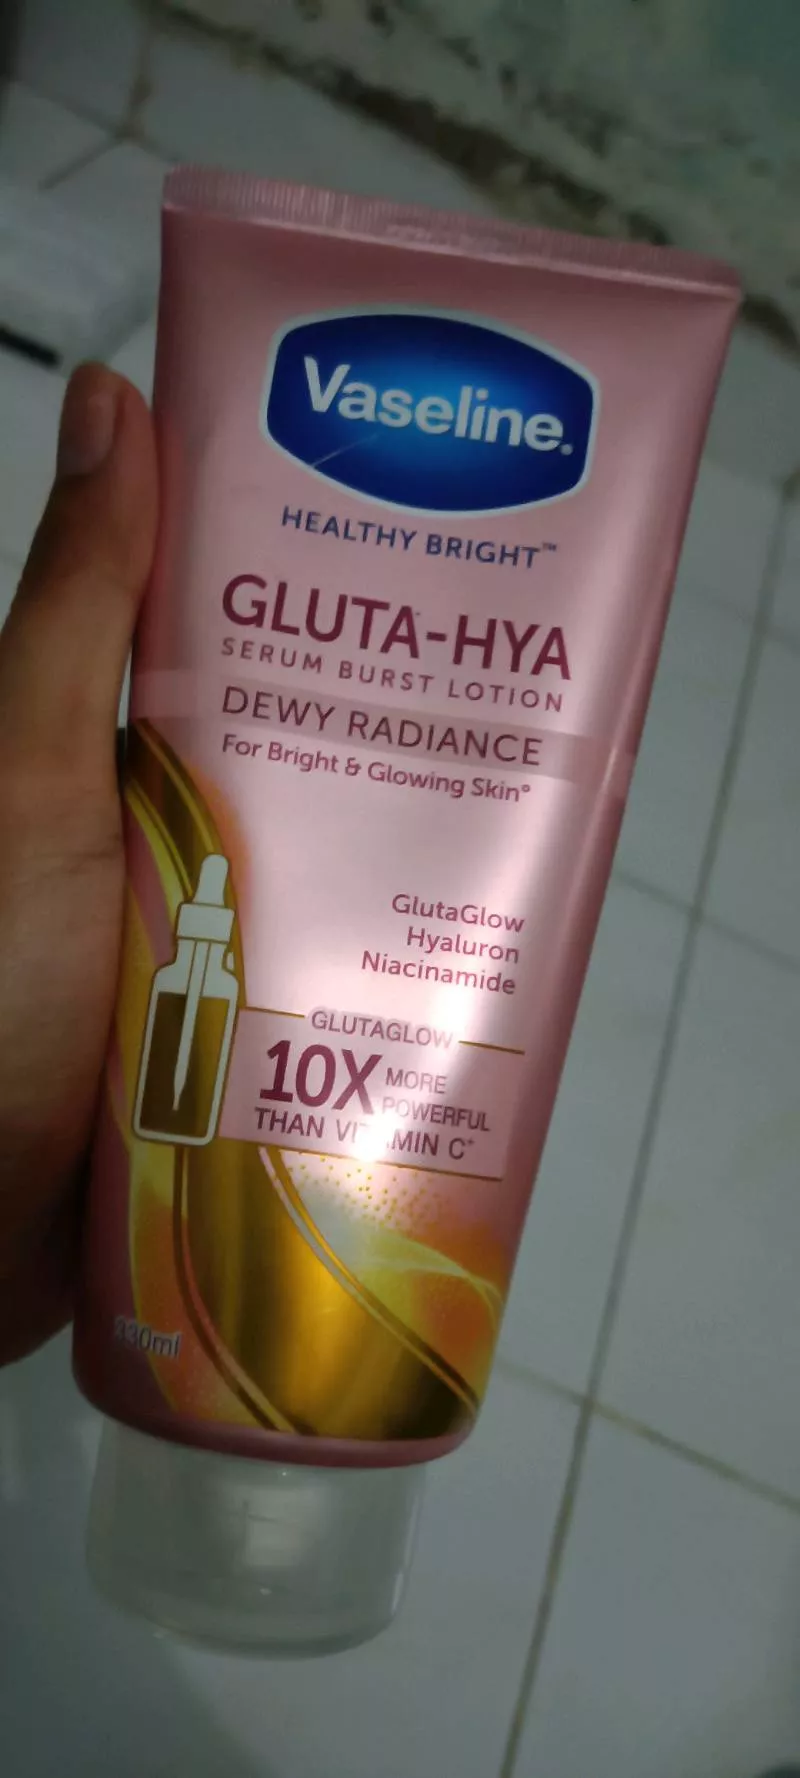 Vaseline.
HEALTHY BRIGHT™
GLUTA-HYA
SERUM BURST LOTION
DEWY RADIANCE
For Bright & Glowing Skin°
GlutaGlow
Hyaluron
Niacinamide
GLUTAGLOW
10X MORE
POWERFUL
THAN VITAMIN C⁺
330ml